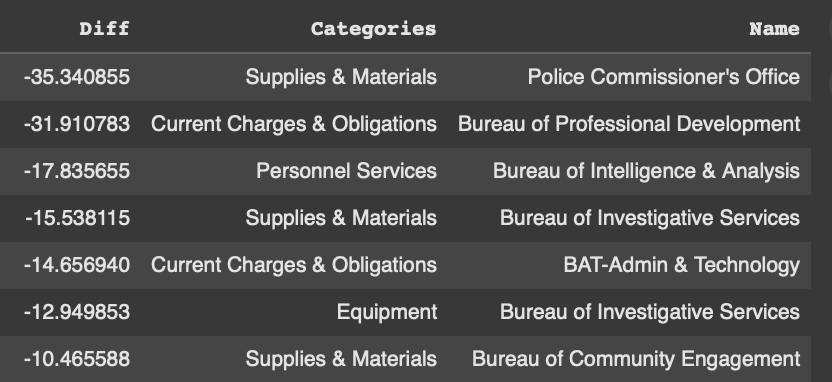 Diff Categories Name
-35.340855 Supplies & Materials Police Commissioner's Office
-31.910783 Current Charges & Obligations Bureau of Professional Development
-17.835655 Personnel Services Bureau of Intelligence & Analysis
-15.538115 Supplies & Materials Bureau of Investigative Services
-14.656940 Current Charges & Obligations BAT-Admin & Technology
-12.949853 Equipment Bureau of Investigative Services
-10.465588 Supplies & Materials Bureau of Community Engagement